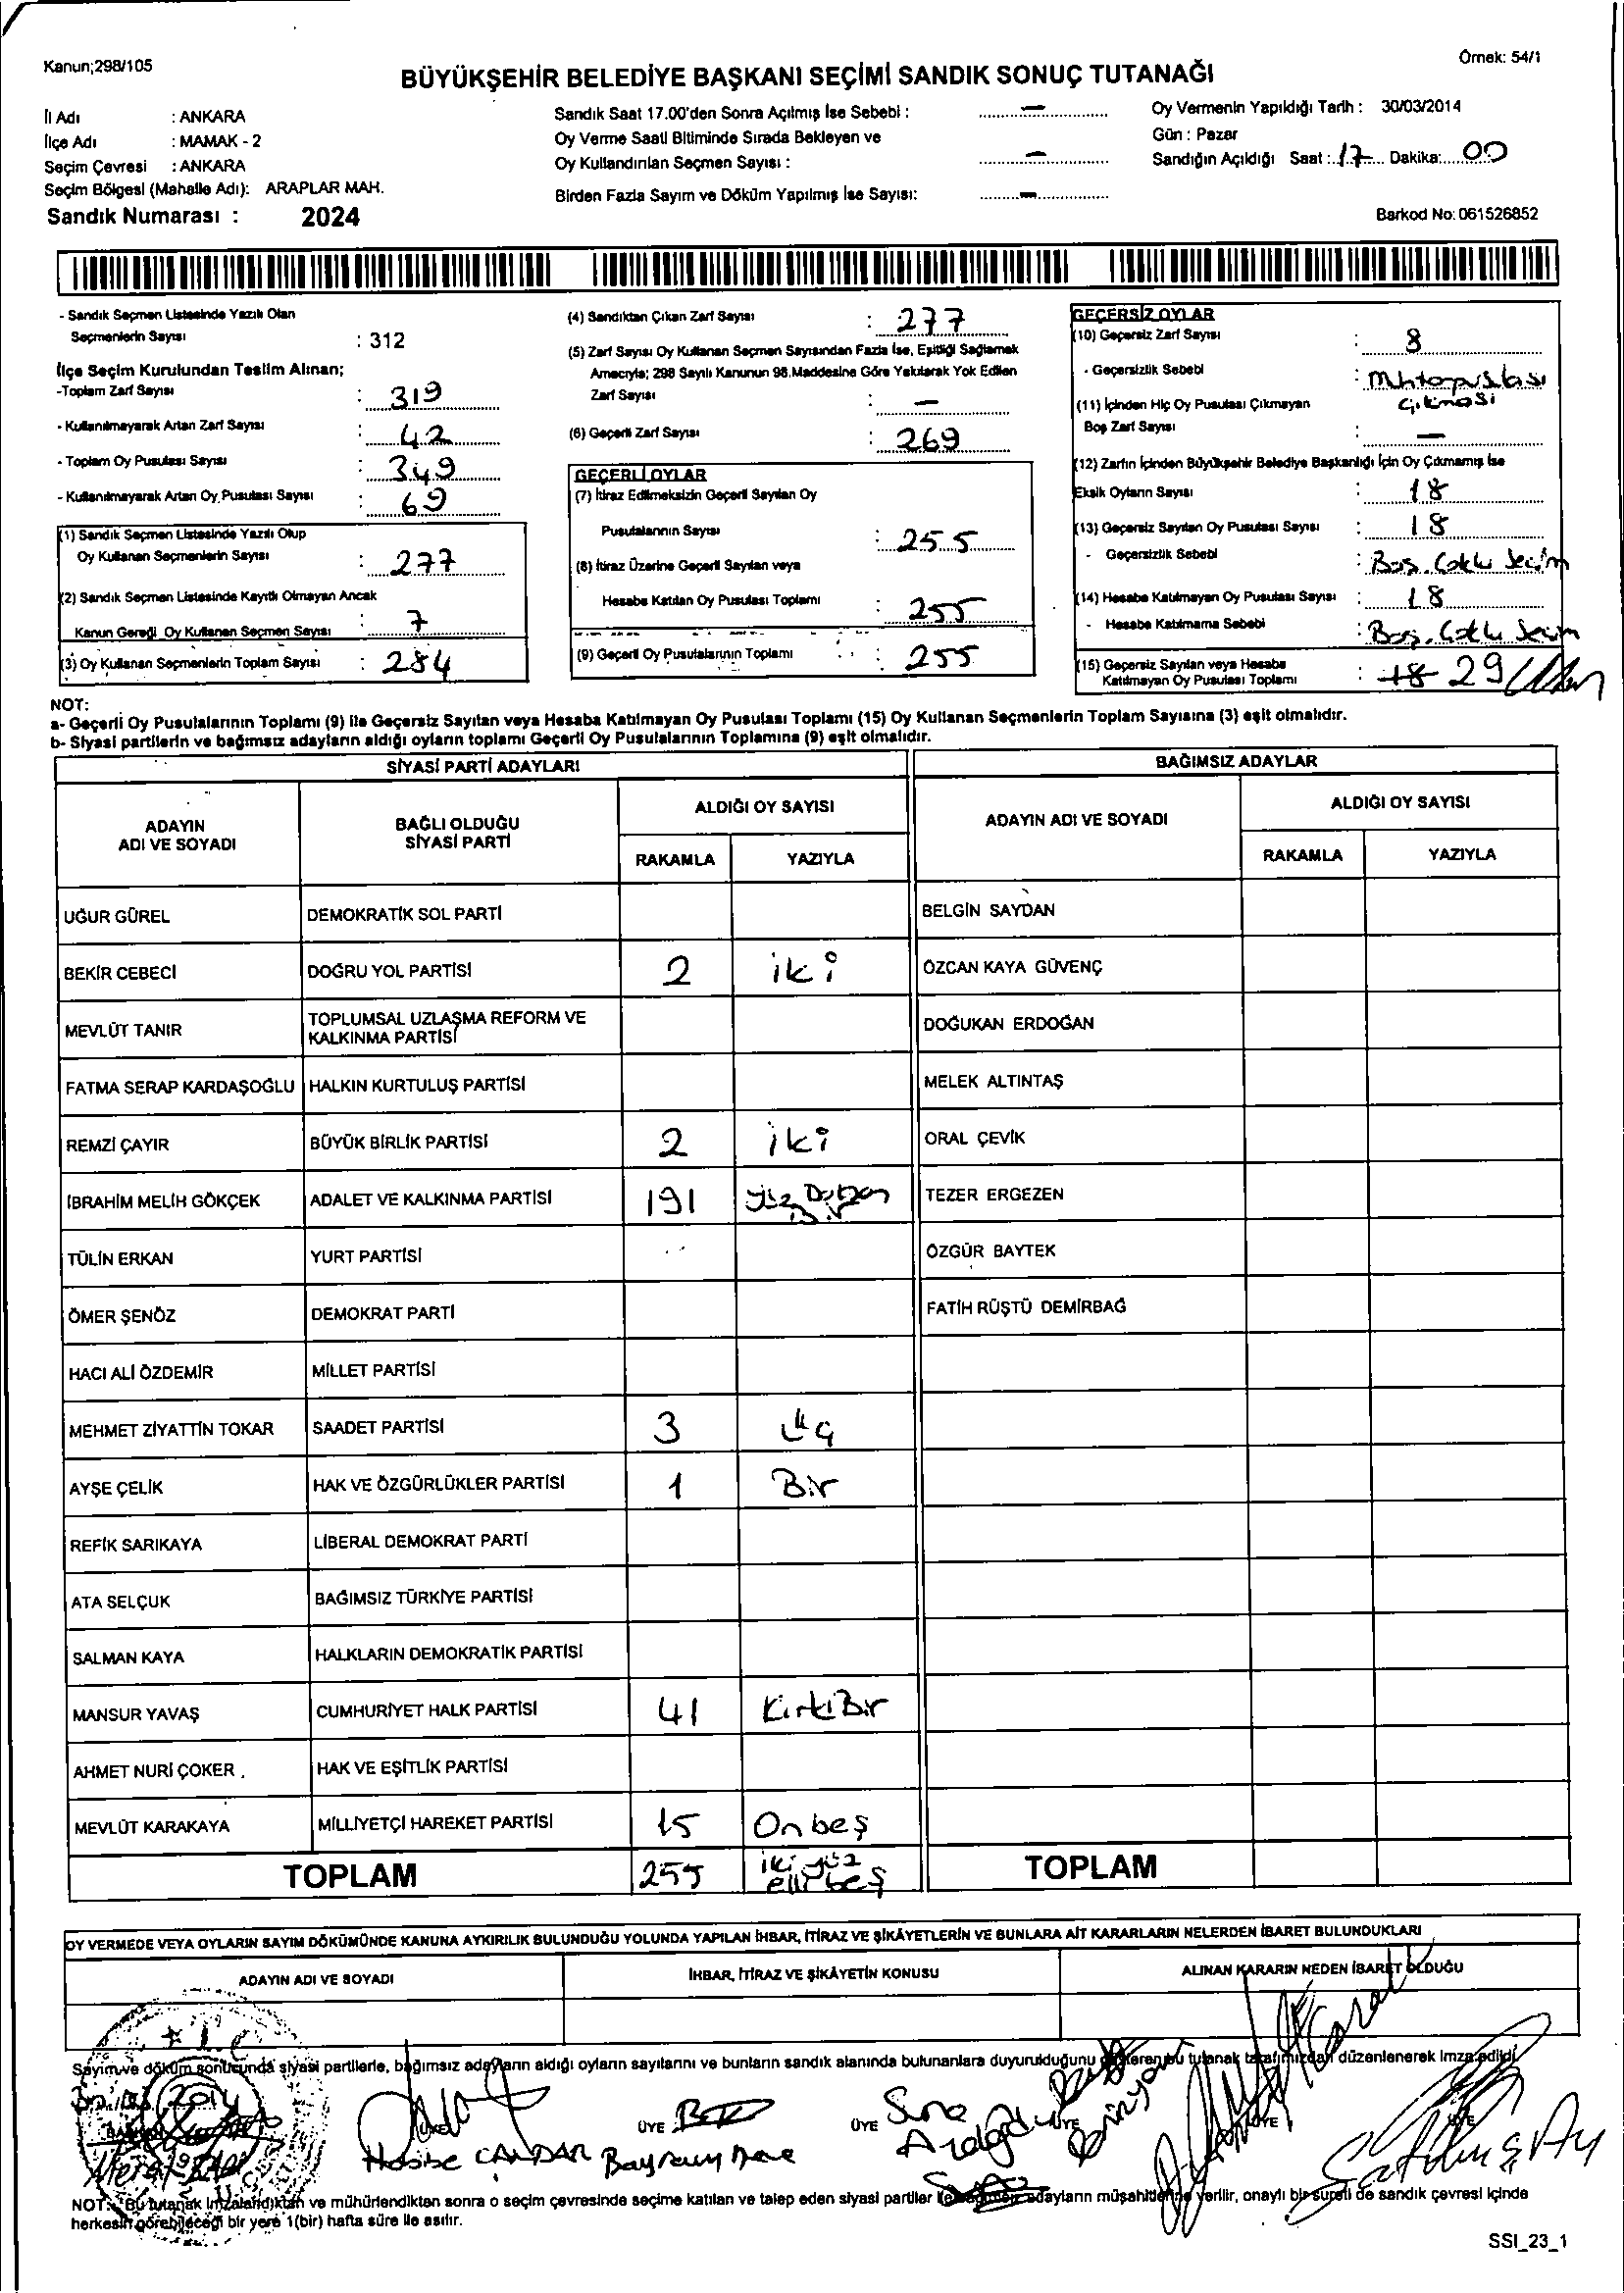 Kanun;298/105
Örnek: 54/1
BÜYÜKŞEHİR BELEDİYE BAŞKANI SEÇİMİ SANDIK SONUÇ TUTANAĞI
İl Adı : ANKARA
İlçe Adı : MAMAK - 2
Seçim Çevresi : ANKARA
Seçim Bölgesi (Mahalle Adı): ARAPLAR MAH.
Sandık Numarası : 2024
Sandık Saat 17.00'den Sonra Açılmış İse Sebebi : —
Oy Verme Saati Bitiminde Sırada Bekleyen ve
Oy Kullandırılan Seçmen Sayısı : —
Birden Fazla Sayım ve Döküm Yapılmış İse Sayısı: —
Oy Vermenin Yapıldığı Tarih : 30/03/2014
Gün : Pazar
Sandığın Açıldığı Saat : 17 Dakika: 00
Barkod No: 061526852
- Sandık Seçmen Listesinde Yazılı Olan
Seçmenlerin Sayısı : 312
İlçe Seçim Kurulundan Teslim Alınan;
-Toplam Zarf Sayısı : 319
- Kullanılmayarak Artan Zarf Sayısı : 42
- Toplam Oy Pusulası Sayısı : 349
- Kullanılmayarak Artan Oy Pusulası Sayısı : 69
(1) Sandık Seçmen Listesinde Yazılı Olup
Oy Kullanan Seçmenlerin Sayısı : 277
(2) Sandık Seçmen Listesinde Kayıtlı Olmayan Ancak
Kanun Gereği Oy Kullanan Seçmen Sayısı : 7
(3) Oy Kullanan Seçmenlerin Toplam Sayısı : 284
(4) Sandıktan Çıkan Zarf Sayısı : 277
(5) Zarf Sayısı Oy Kullanan Seçmen Sayısından Fazla İse, Eşitliği Sağlamak
Amacıyla; 298 Sayılı Kanunun 98.Maddesine Göre Yakılarak Yok Edilen
Zarf Sayısı : —
(6) Geçerli Zarf Sayısı : 269
GEÇERLİ OYLAR
(7) İtiraz Edilmeksizin Geçerli Sayılan Oy
Pusulalarının Sayısı : 255
(8) İtiraz Üzerine Geçerli Sayılan veya
Hesaba Katılan Oy Pusulası Toplamı : 255
(9) Geçerli Oy Pusulalarının Toplamı : 255
GEÇERSİZ OYLAR
(10) Geçersiz Zarf Sayısı : 8
- Geçersizlik Sebebi :
Çıkması
(11) İçinden Hiç Oy Pusulası Çıkmayan
Boş Zarf Sayısı : —
(12) Zarfın İçinden Büyükşehir Belediye Başkanlığı İçin Oy Çıkmamış İse
Eksik Oyların Sayısı : 18
(13) Geçersiz Sayılan Oy Pusulası Sayısı : 18
- Geçersizlik Sebebi : Boş. Çoklu Seçim
(14) Hesaba Katılmayan Oy Pusulası Sayısı : 18
- Hesaba Katılmama Sebebi : Boş. Çoklu Seçim
(15) Geçersiz Sayılan veya Hesaba
Katılmayan Oy Pusulası Toplamı : 18 29
NOT:
a- Geçerli Oy Pusulalarının Toplamı (9) ile Geçersiz Sayılan veya Hesaba Katılmayan Oy Pusulası Toplamı (15) Oy Kullanan Seçmenlerin Toplam Sayısına (3) eşit olmalıdır.
b- Siyasi partilerin ve bağımsız adayların aldığı oyların toplamı Geçerli Oy Pusulalarının Toplamına (9) eşit olmalıdır.
SİYASİ PARTİ ADAYLARI
BAĞIMSIZ ADAYLAR
ADAYIN
ADI VE SOYADI
BAĞLI OLDUĞU
SİYASİ PARTİ
ALDIĞI OY SAYISI
RAKAMLA YAZIYLA
ADAYIN ADI VE SOYADI
ALDIĞI OY SAYISI
RAKAMLA YAZIYLA
UĞUR GÜREL DEMOKRATİK SOL PARTİ BELGİN SAYDAN
BEKİR CEBECİ DOĞRU YOL PARTİSİ 2 iki ÖZCAN KAYA GÜVENÇ
MEVLÜT TANIR TOPLUMSAL UZLAŞMA REFORM VE
KALKINMA PARTİSİ DOĞUKAN ERDOĞAN
FATMA SERAP KARDAŞOĞLU HALKIN KURTULUŞ PARTİSİ MELEK ALTINTAŞ
REMZİ ÇAYIR BÜYÜK BİRLİK PARTİSİ 2 iki ORAL ÇEVİK
İBRAHİM MELİH GÖKÇEK ADALET VE KALKINMA PARTİSİ 191 yüz Doksan
Bir TEZER ERGEZEN
TÜLİN ERKAN YURT PARTİSİ ÖZGÜR BAYTEK
ÖMER ŞENÖZ DEMOKRAT PARTİ FATİH RÜŞTÜ DEMİRBAĞ
HACI ALİ ÖZDEMİR MİLLET PARTİSİ
MEHMET ZİYATTİN TOKAR SAADET PARTİSİ 3 üç
AYŞE ÇELİK HAK VE ÖZGÜRLÜKLER PARTİSİ 1 Bir
REFİK SARIKAYA LİBERAL DEMOKRAT PARTİ
ATA SELÇUK BAĞIMSIZ TÜRKİYE PARTİSİ
SALMAN KAYA HALKLARIN DEMOKRATİK PARTİSİ
MANSUR YAVAŞ CUMHURİYET HALK PARTİSİ 41 KirkiBir
AHMET NURİ ÇOKER HAK VE EŞİTLİK PARTİSİ
MEVLÜT KARAKAYA MİLLİYETÇİ HAREKET PARTİSİ 15 Onbeş
TOPLAM 255 iki yüz
elli beş TOPLAM
OY VERMEDE VEYA OYLARIN SAYIM DÖKÜMÜNDE KANUNA AYKIRILIK BULUNDUĞU YOLUNDA YAPILAN İHBAR, İTİRAZ VE ŞİKÂYETLERİN VE BUNLARA AİT KARARLARIN NELERDEN İBARET BULUNDUKLARI
ADAYIN ADI VE SOYADI İHBAR, İTİRAZ VE ŞİKÂYETİN KONUSU ALINAN KARARIN NEDEN İBARET OLDUĞU
Sayım ve döküm sonucunda siyasi partilerle, bağımsız adayların aldığı oyların sayılarını ve bunların sandık alanında bulunanlara duyurulduğunu gösteren bu tutanak tarafımızdan düzenlenerek imza edildi.
ÜYE ÜYE ÜYE ÜYE ÜYE
Habibe CANDAR Bayram
Satılmış Ay
NOT: Bu tutanak imzalandıktan ve mühürlendikten sonra o seçim çevresinde seçime katılan ve talep eden siyasi partiler ile bağımsız adayların müşahitlerine verilir, onaylı bir sureti de sandık çevresi içinde
herkesin görebileceği bir yere 1(bir) hafta süre ile asılır.
SSI_23_1